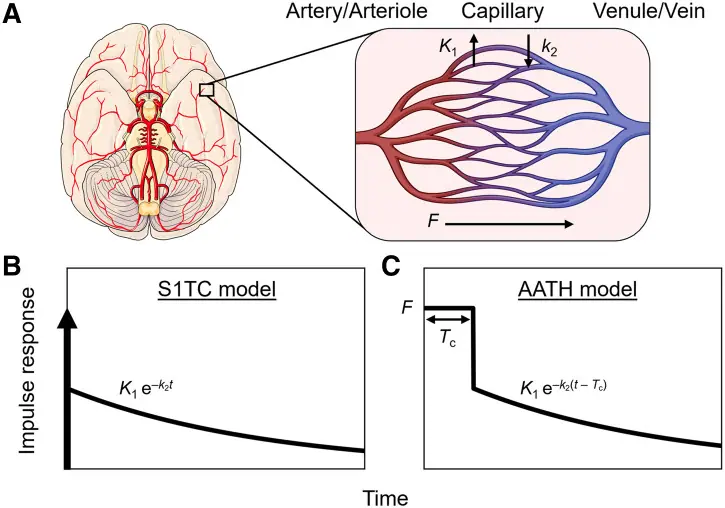 A
Artery/Arteriole Capillary Venule/Vein
K1 k2
F
B
C
S1TC model
AATH model
F
Tc
K1 e–k2t
K1 e–k2(t – Tc)
Impulse response
Time